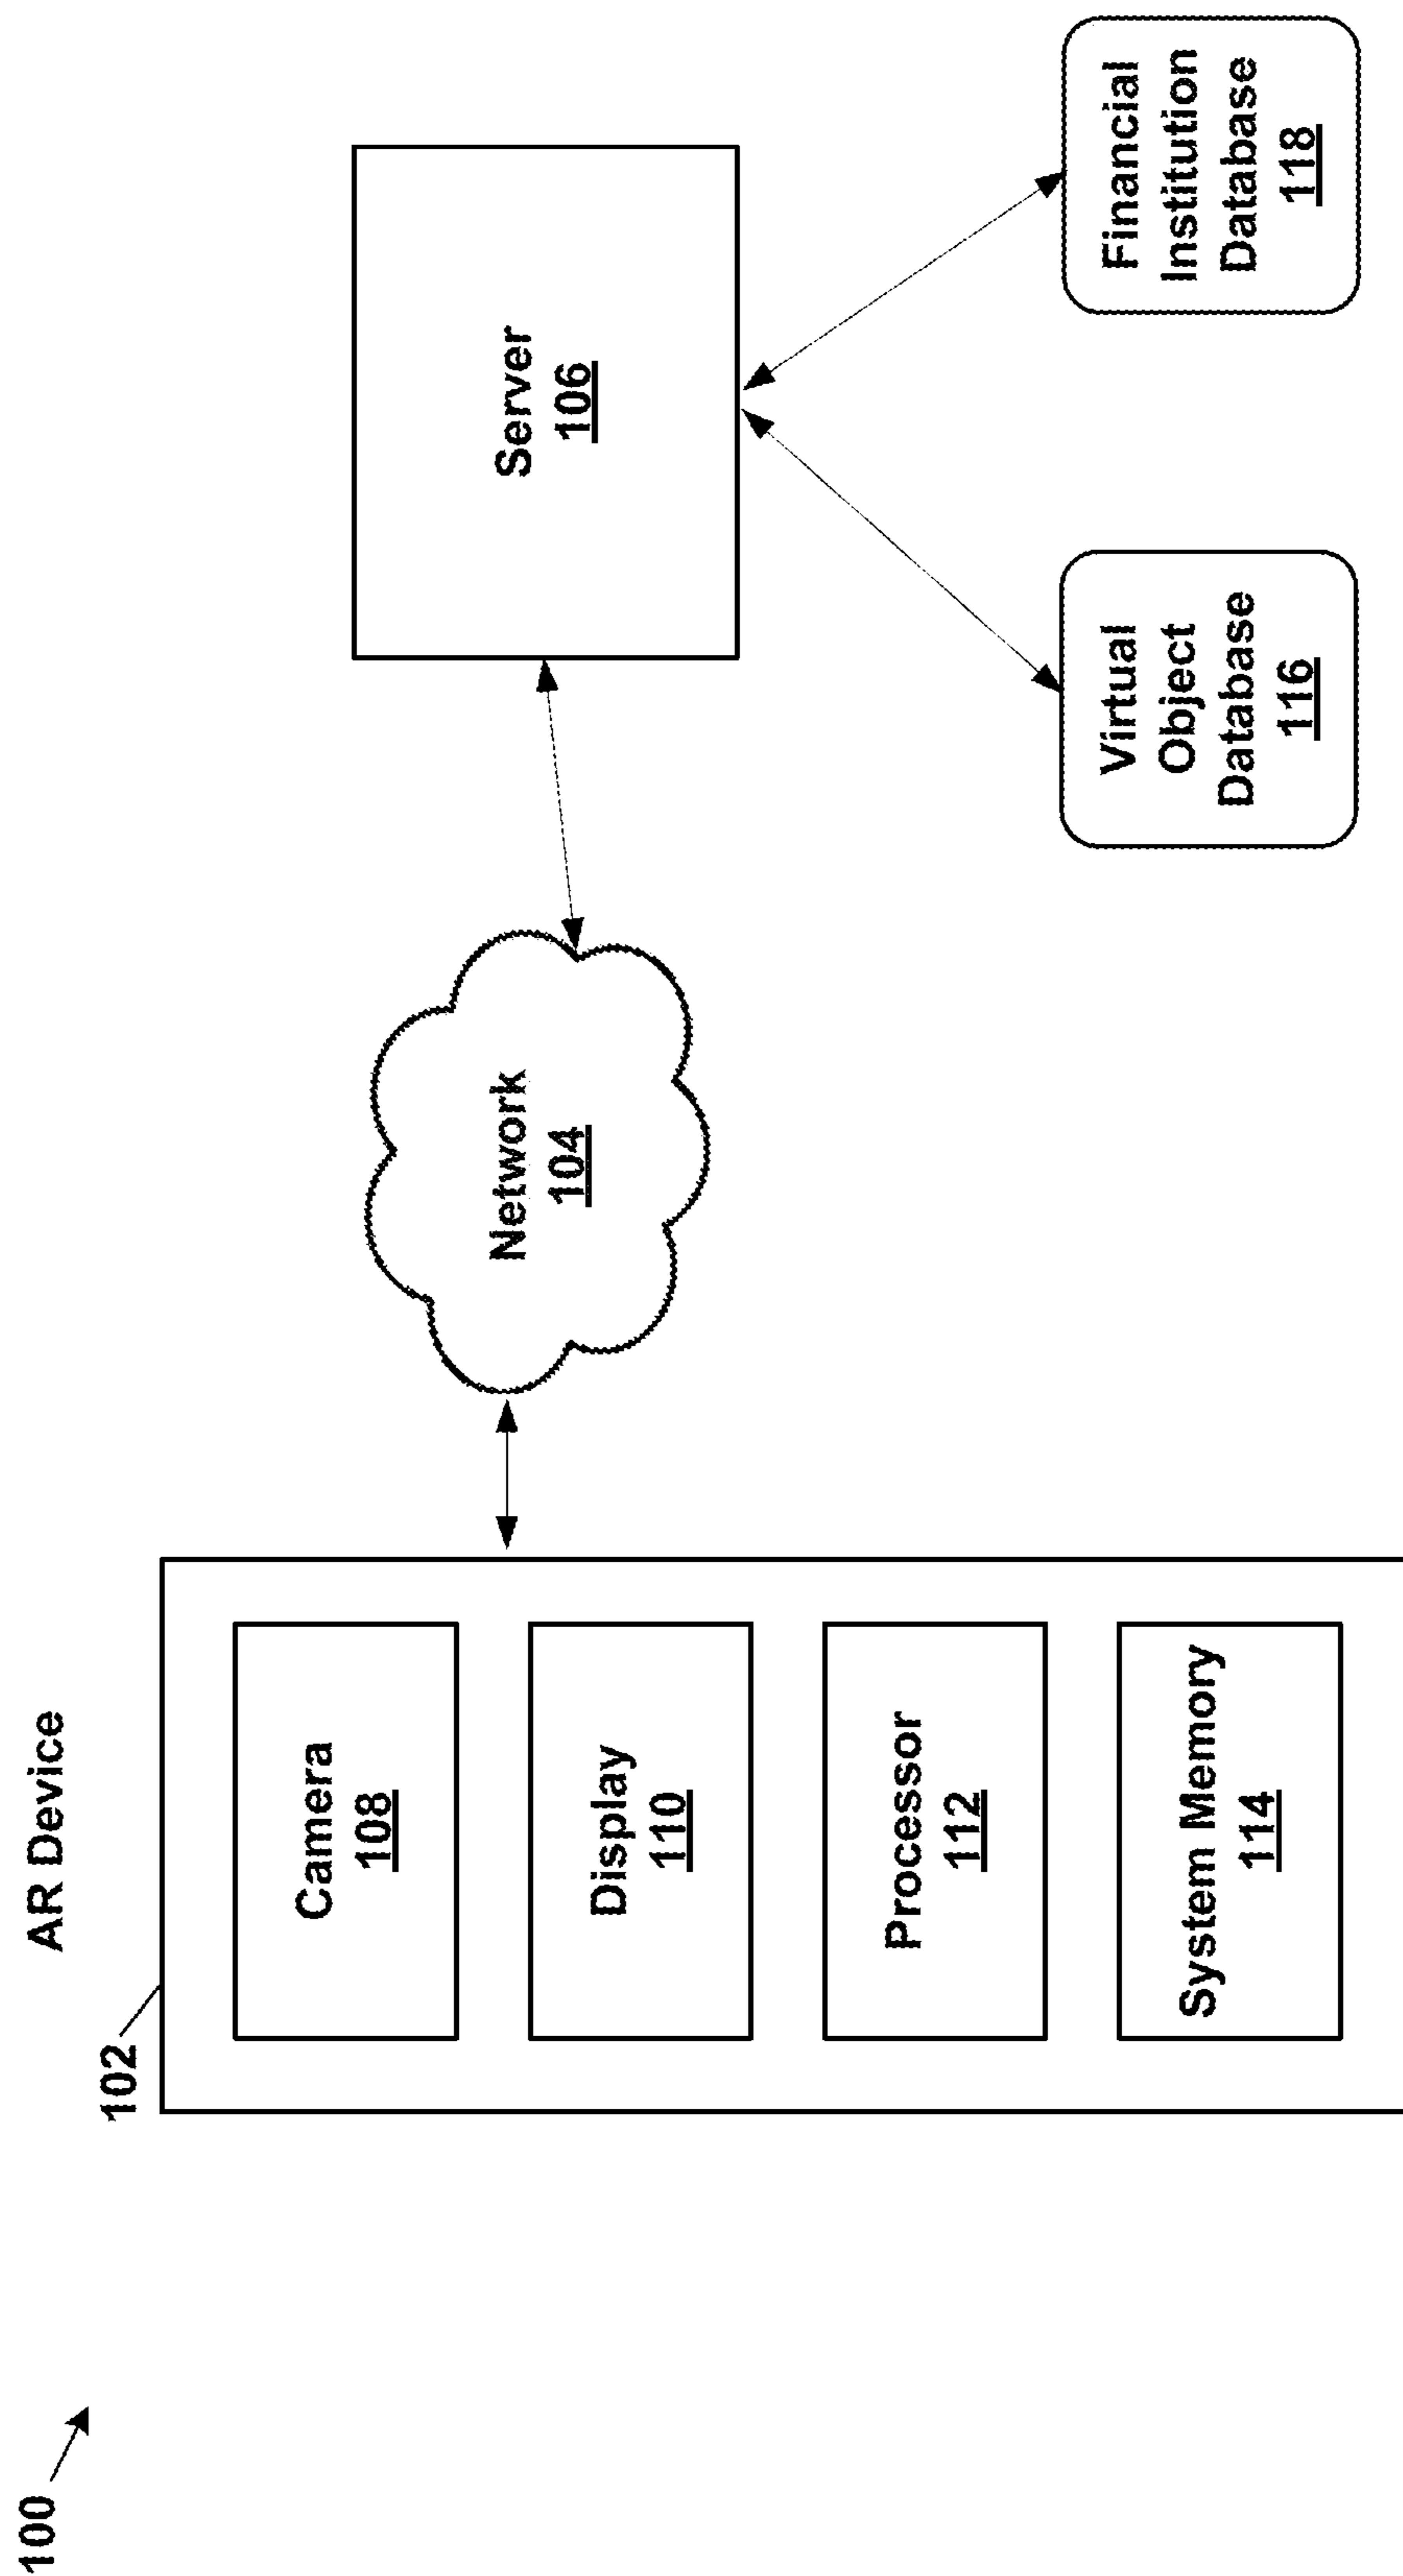 100
AR Device
102
Camera
108
Display
110
Processor
112
System Memory
114
Network
104
Server
106
Virtual
Object
Database
116
Financial
Institution
Database
118